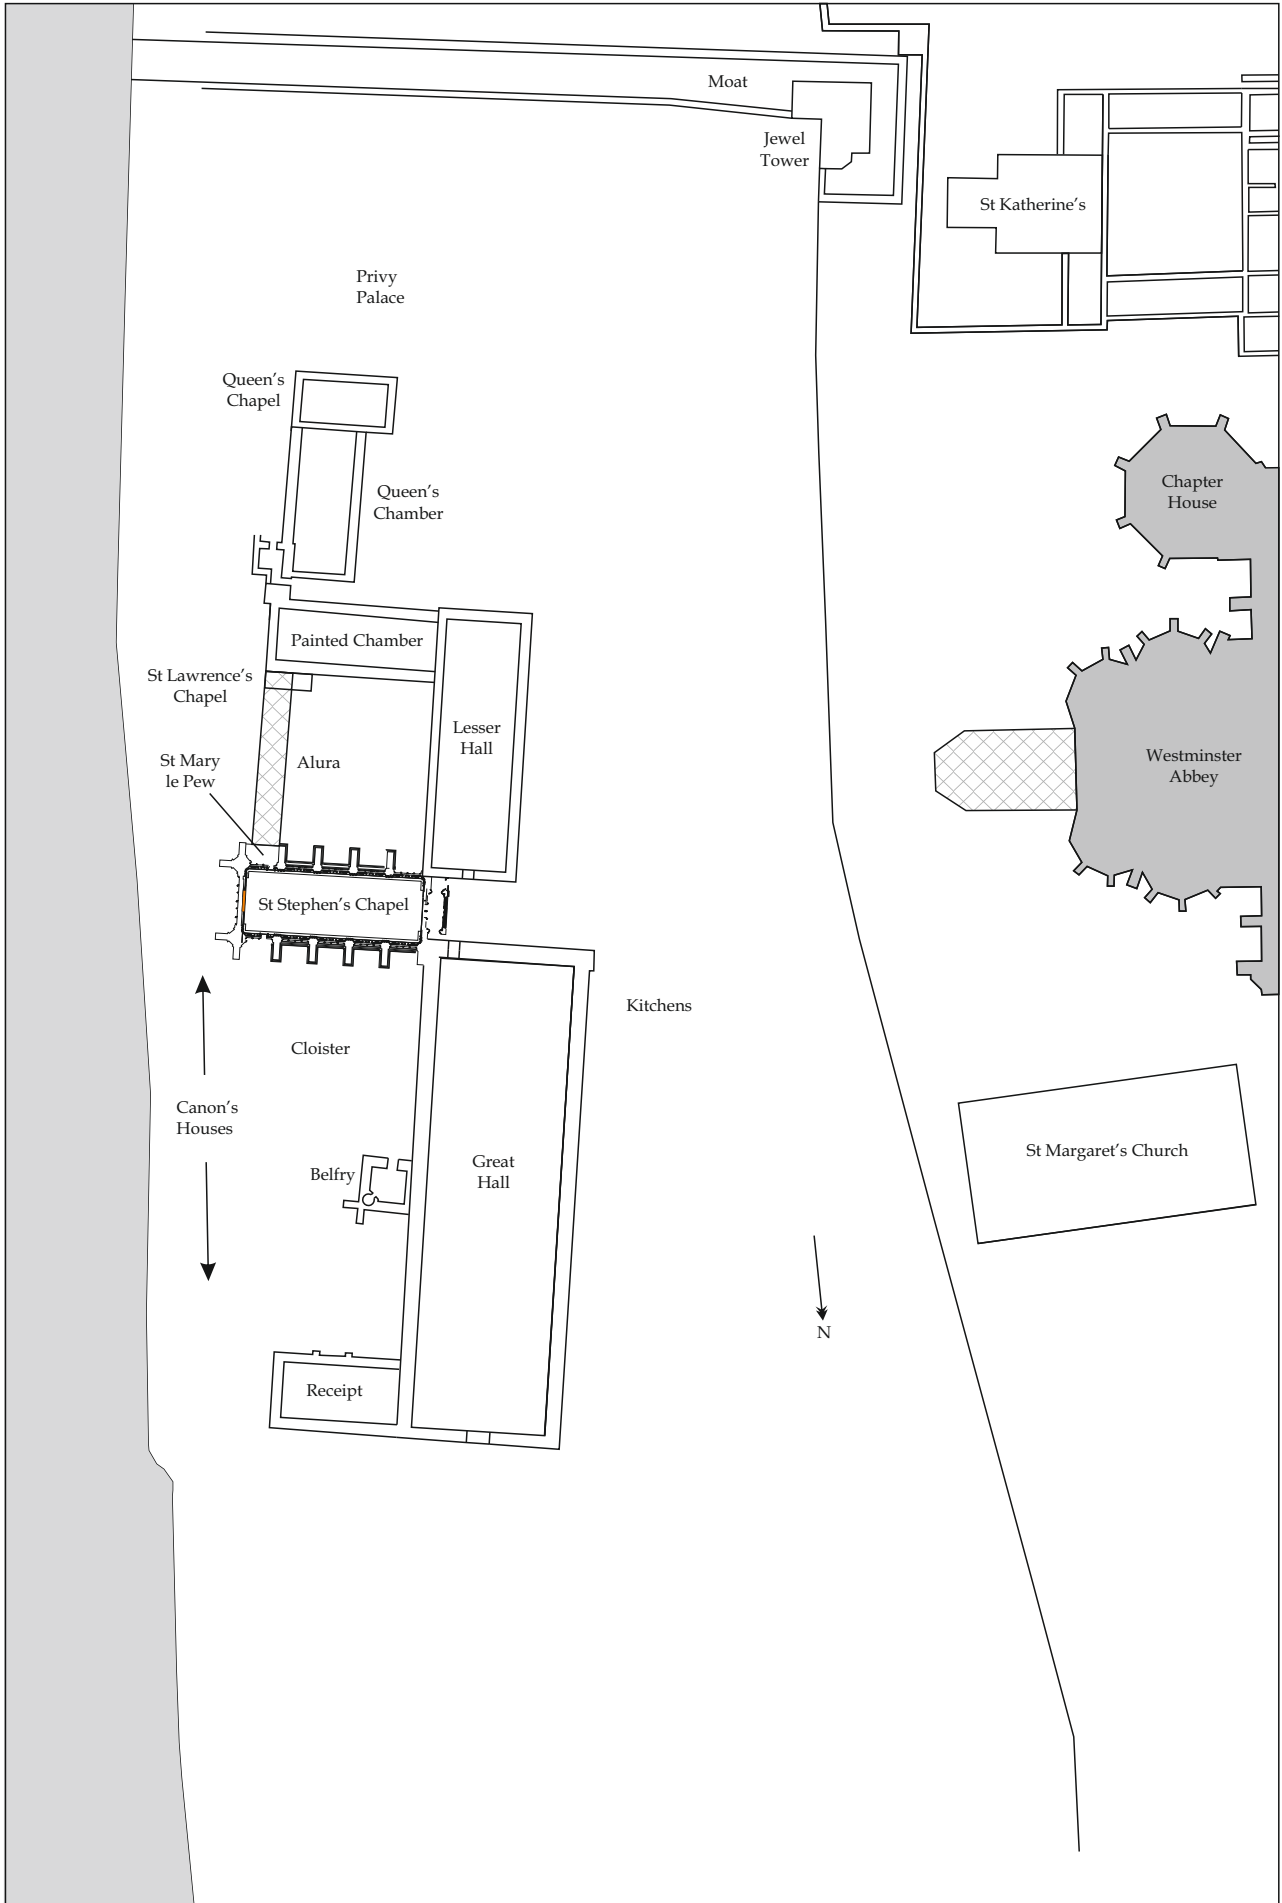 Moat
Jewel
Tower
St Katherine's
Privy
Palace
Queen's
Chapel
Queen's
Chamber
Chapter
House
Painted Chamber
St Lawrence's
Chapel
Lesser
Hall
St Mary
le Pew
Alura
Westminster
Abbey
St Stephen's Chapel
Kitchens
Cloister
Canon's
Houses
St Margaret's Church
Belfry
Great
Hall
N
Receipt